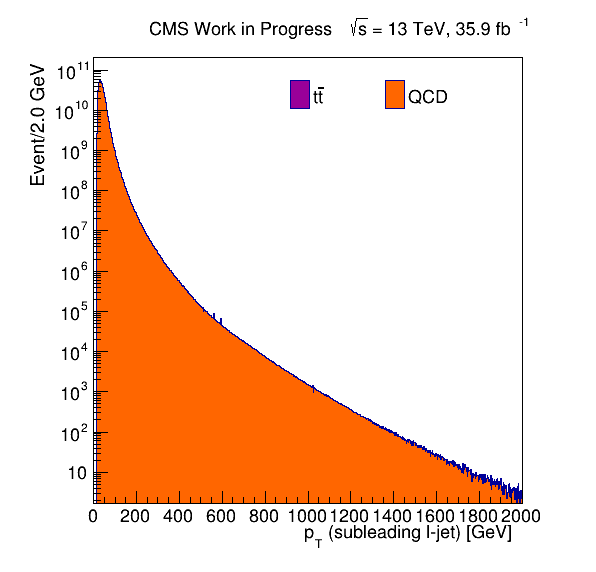 CMS Work in Progress √s = 13 TeV, 35.9 fb⁻¹
Event/2.0 GeV
tt̄ QCD
10¹¹
10¹⁰
10⁹
10⁸
10⁷
10⁶
10⁵
10⁴
10³
10²
10
0 200 400 600 800 1000 1200 1400 1600 1800 2000
p_T (subleading l-jet) [GeV]